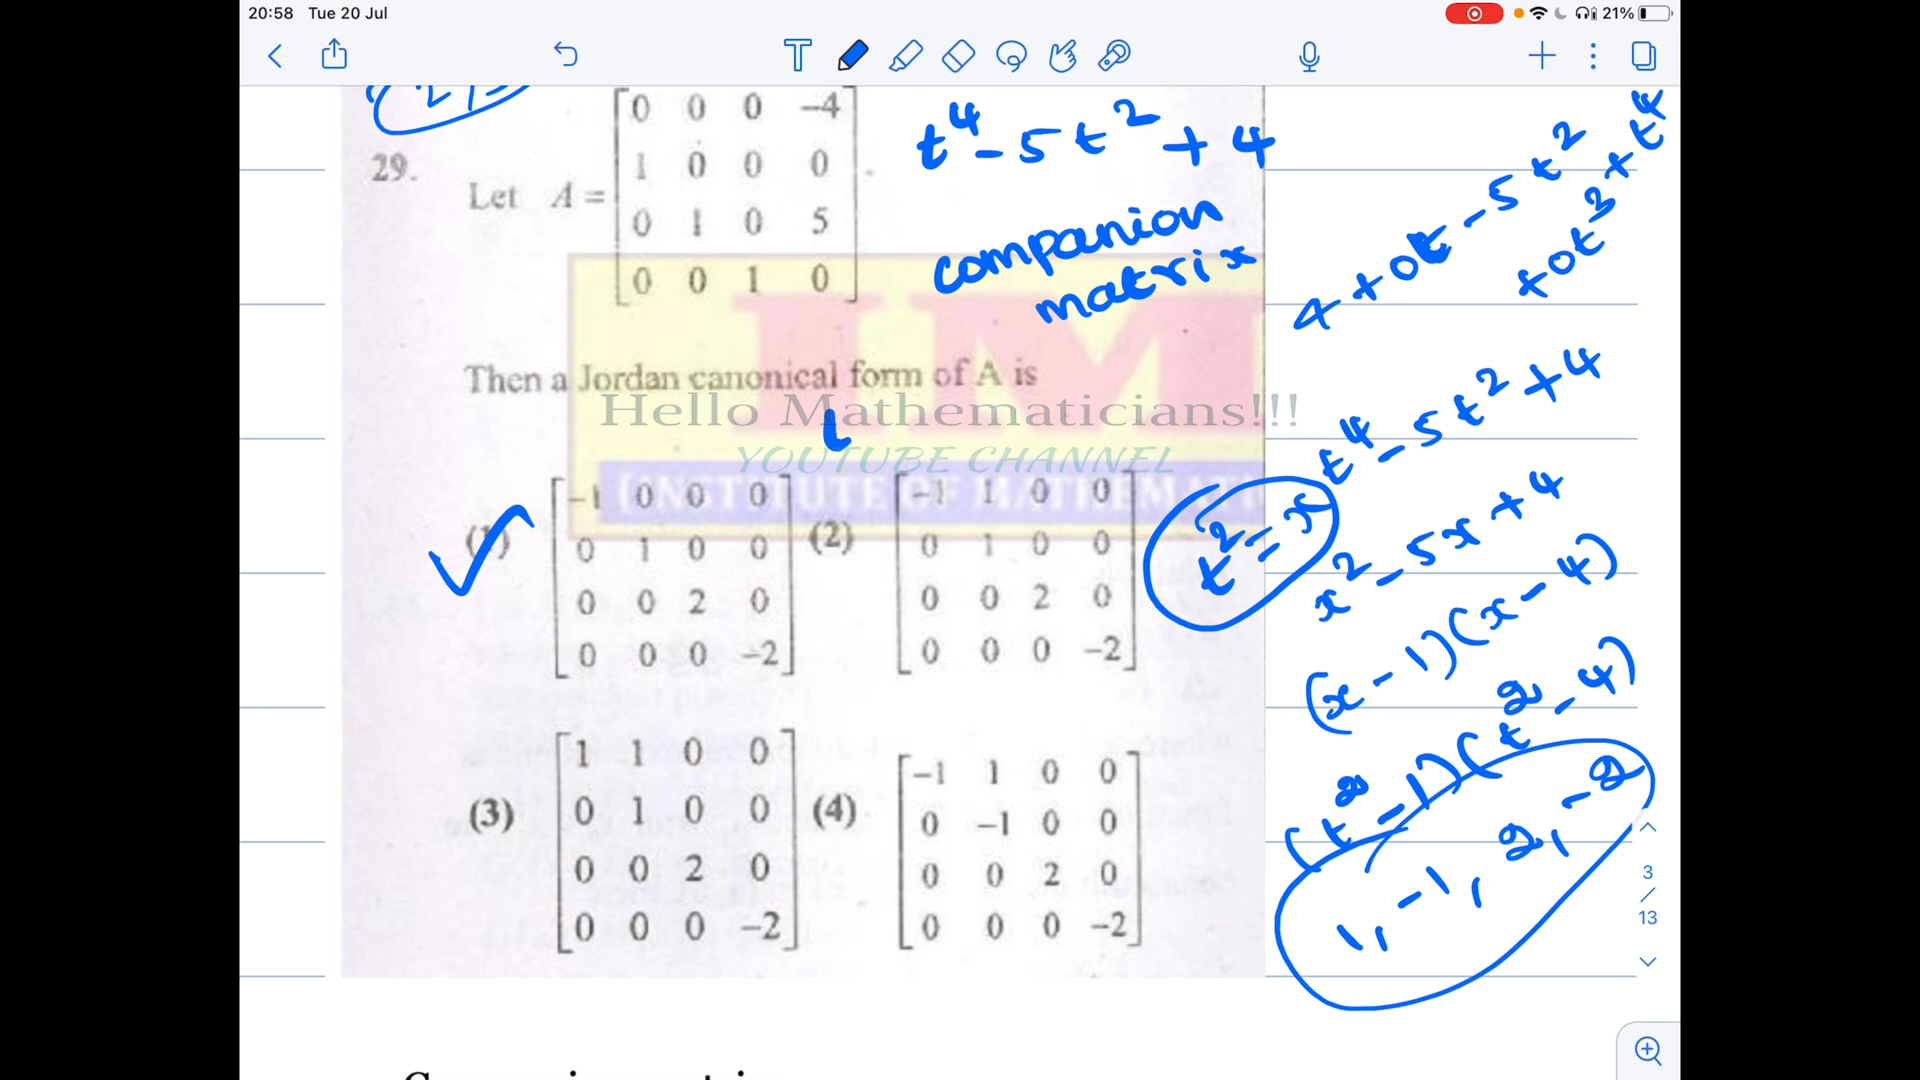 20:58 Tue 20 Jul
21%
29.
Let A =
0 0 0 -4
1 0 0 0
0 1 0 5
0 0 1 0
t⁴ - 5t² + 4
companion
matrix
4 + 0t - 5t²
+ 0t³ + t⁴
Then a Jordan canonical form of A is
Hello Mathematicians!!!
YOUTUBE CHANNEL
IM
INSTITUTE OF MATHEMATI
(1)
-1 0 0 0
0 1 0 0
0 0 2 0
0 0 0 -2
(2)
-1 1 0 0
0 1 0 0
0 0 2 0
0 0 0 -2
(3)
1 1 0 0
0 1 0 0
0 0 2 0
0 0 0 -2
(4)
-1 1 0 0
0 -1 0 0
0 0 2 0
0 0 0 -2
t⁴ - 5t² + 4
t² = x
x² - 5x + 4
(x - 1)(x - 4)
(t² - 1)(t² - 4)
1, -1, 2, -2
3
/
13